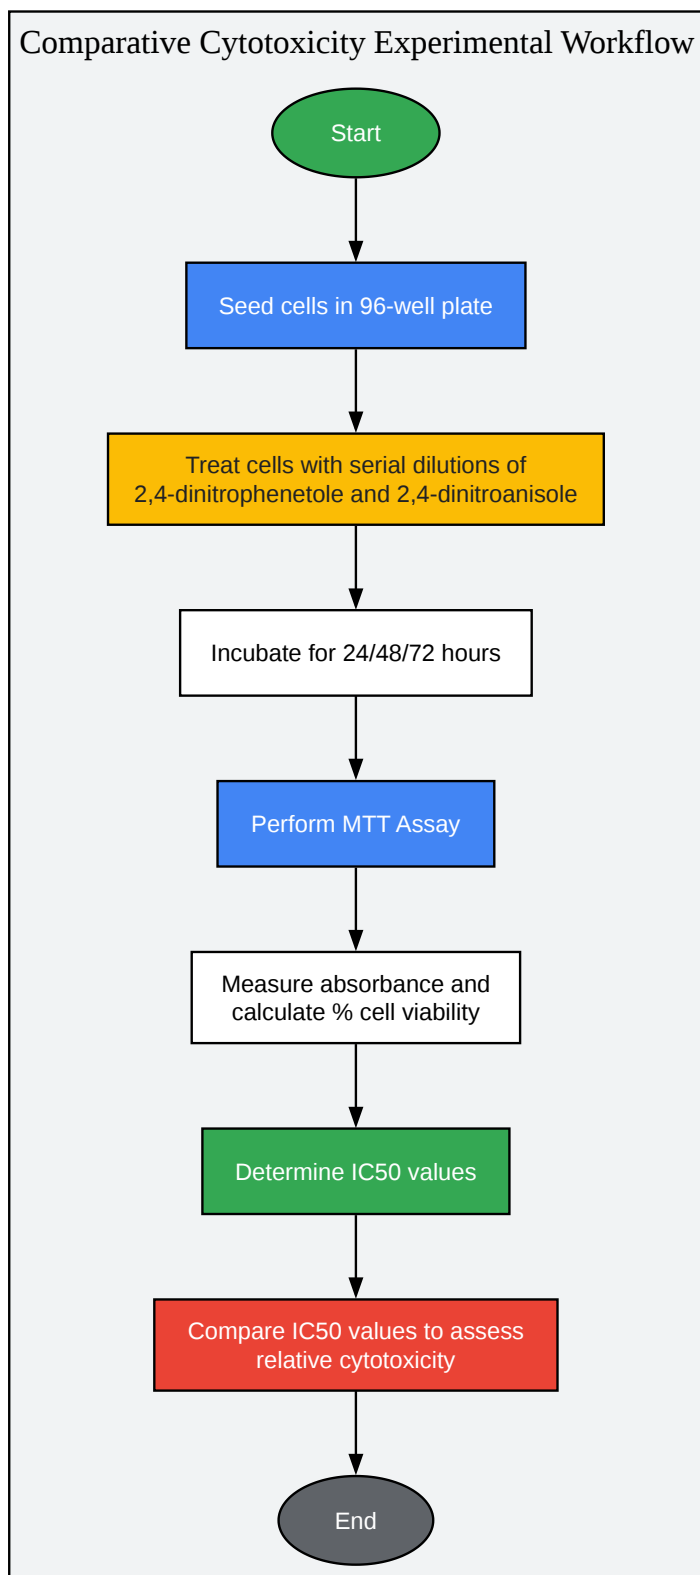 Comparative Cytotoxicity Experimental Workflow
Start
Seed cells in 96-well plate
Treat cells with serial dilutions of
2,4-dinitrophenetole and 2,4-dinitroanisole
Incubate for 24/48/72 hours
Perform MTT Assay
Measure absorbance and
calculate % cell viability
Determine IC50 values
Compare IC50 values to assess
relative cytotoxicity
End